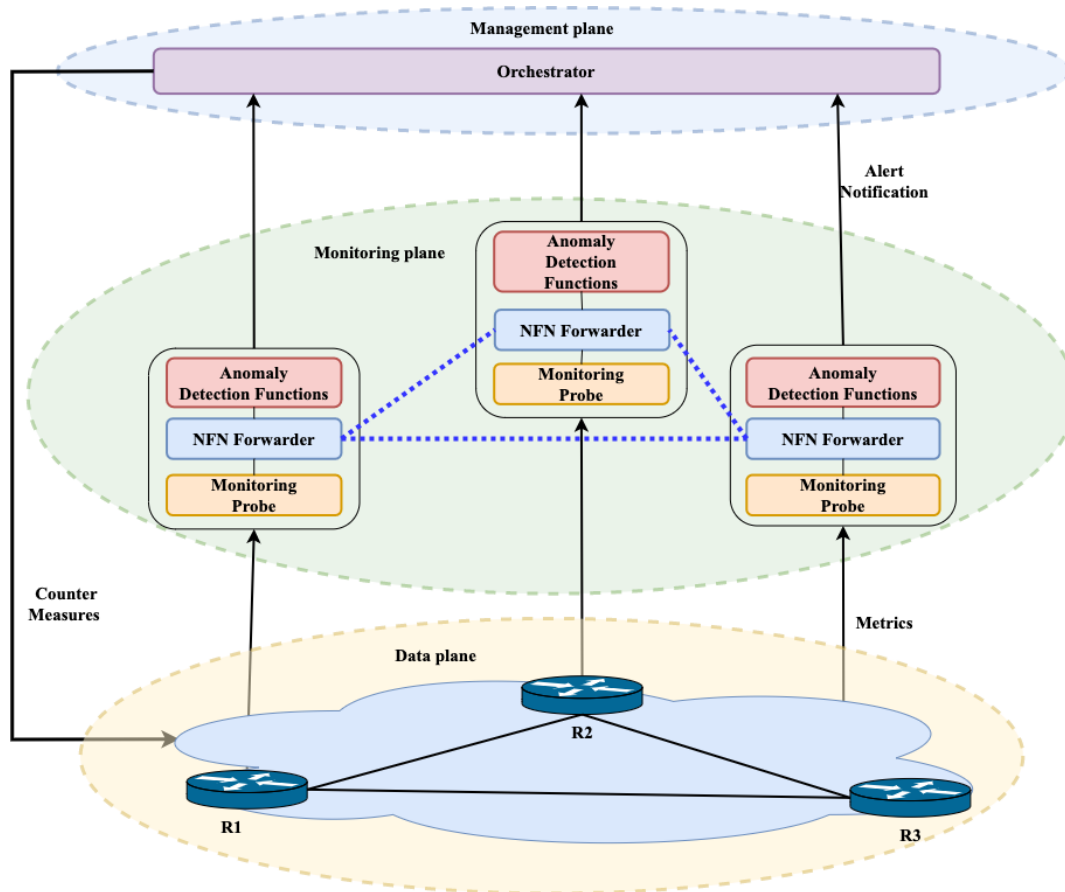 Management plane
Orchestrator
Alert
Notification
Monitoring plane
Anomaly
Detection
Functions
NFN Forwarder
Monitoring
Probe
Anomaly
Detection Functions
NFN Forwarder
Monitoring
Probe
Anomaly
Detection Functions
NFN Forwarder
Monitoring
Probe
Counter
Measures
Metrics
Data plane
R2
R1
R3